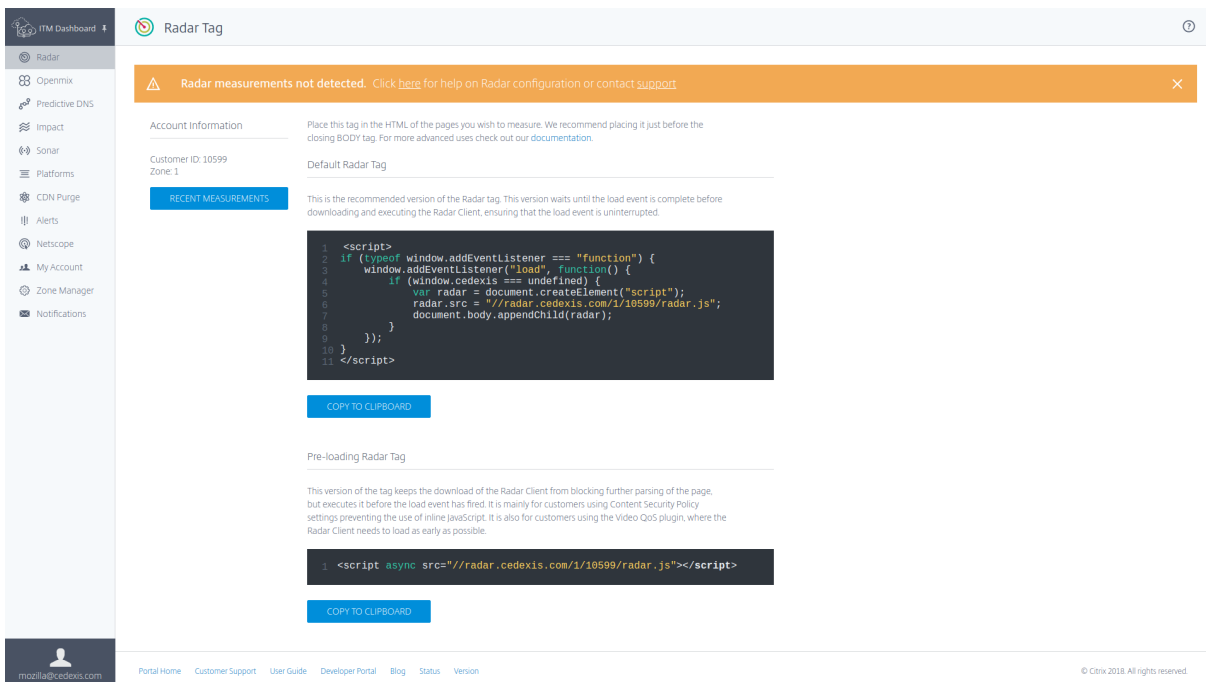 ITM Dashboard
Radar Tag
Radar
Openmix
Predictive DNS
Impact
Sonar
Platforms
CDN Purge
Alerts
Netscope
My Account
Zone Manager
Notifications
mozilla@cedexis.com
Radar measurements not detected. Click here for help on Radar configuration or contact support
Account Information
Customer ID: 10599
Zone: 1
RECENT MEASUREMENTS
Place this tag in the HTML of the pages you wish to measure. We recommend placing it just before the
closing BODY tag. For more advanced uses check out our documentation.
Default Radar Tag
This is the recommended version of the Radar tag. This version waits until the load event is complete before
downloading and executing the Radar Client, ensuring that the load event is uninterrupted.
1 <script>
2 if (typeof window.addEventListener === "function") {
3 window.addEventListener("load", function() {
4 if (window.cedexis === undefined) {
5 var radar = document.createElement("script");
6 radar.src = "//radar.cedexis.com/1/10599/radar.js";
7 document.body.appendChild(radar);
8 }
9 });
10 }
11 </script>
COPY TO CLIPBOARD
Pre-loading Radar Tag
This version of the tag keeps the download of the Radar Client from blocking further parsing of the page,
but executes it before the load event has fired. It is mainly for customers using Content Security Policy
settings preventing the use of inline JavaScript. It is also for customers using the Video QoS plugin, where the
Radar Client needs to load as early as possible.
1 <script async src="//radar.cedexis.com/1/10599/radar.js"></script>
COPY TO CLIPBOARD
Portal Home Customer Support User Guide Developer Portal Blog Status Version
© Citrix 2018. All rights reserved.